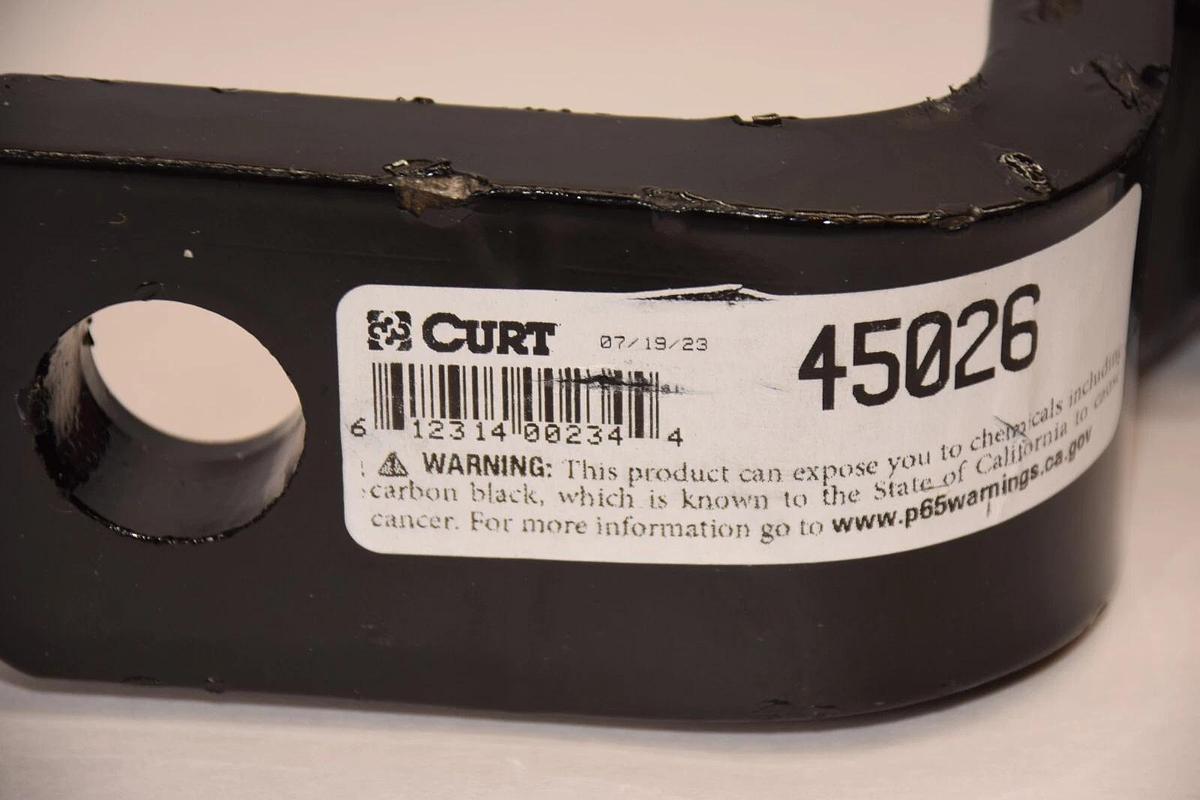 CURT 07/19/23 45026
6 12314 00234 4
WARNING: This product can expose you to chemicals including
carbon black, which is known to the State of California to cause
cancer. For more information go to www.p65warnings.ca.gov